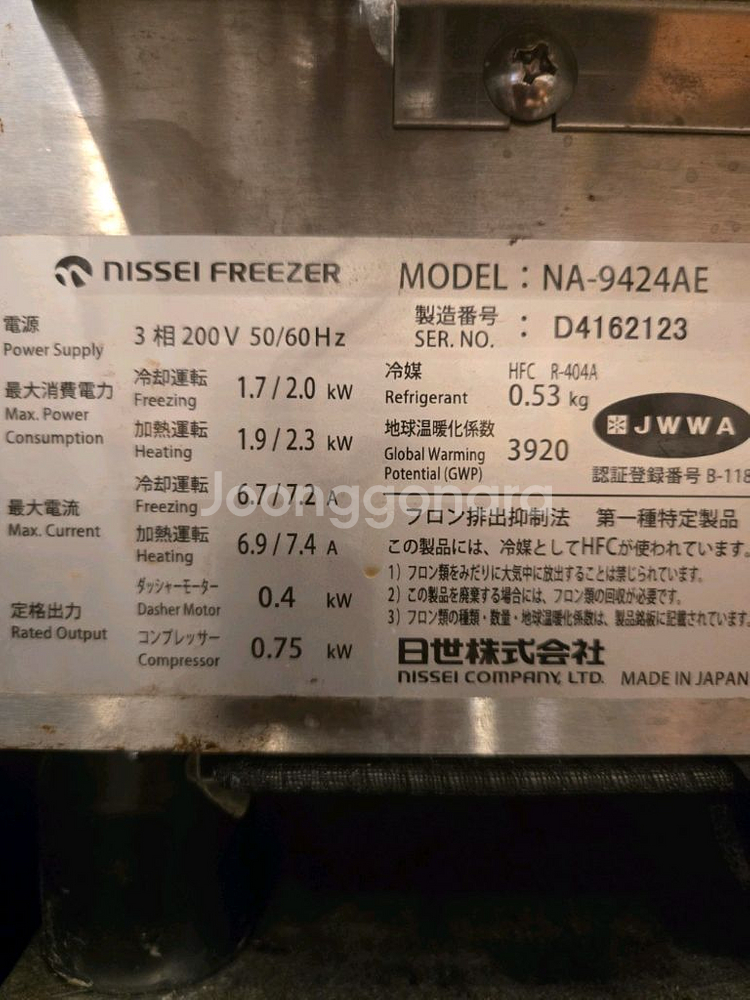 NISSEI FREEZER
MODEL : NA-9424AE
製造番号
SER. NO. : D4162123
電源
Power Supply
3 相 200V 50/60Hz
最大消費電力
Max. Power
Consumption
冷却運転
Freezing 1.7 / 2.0 kW
加熱運転
Heating 1.9 / 2.3 kW
最大電流
Max. Current
冷却運転
Freezing 6.7 / 7.2 A
加熱運転
Heating 6.9 / 7.4 A
定格出力
Rated Output
ダッシャーモーター
Dasher Motor 0.4 kW
コンプレッサー
Compressor 0.75 kW
冷媒
Refrigerant
HFC R-404A
0.53 kg
地球温暖化係数
Global Warming
Potential (GWP)
3920
JWWA
認証登録番号 B-118
Joonggonara
フロン排出抑制法 第一種特定製品
この製品には、冷媒としてHFCが使われています。
1) フロン類をみだりに大気中に放出することは禁じられています。
2) この製品を廃棄する場合には、フロン類の回収が必要です。
3) フロン類の種類・数量・地球温暖化係数は、製品銘板に記載されています。
日世株式会社
NISSEI COMPANY, LTD. MADE IN JAPAN